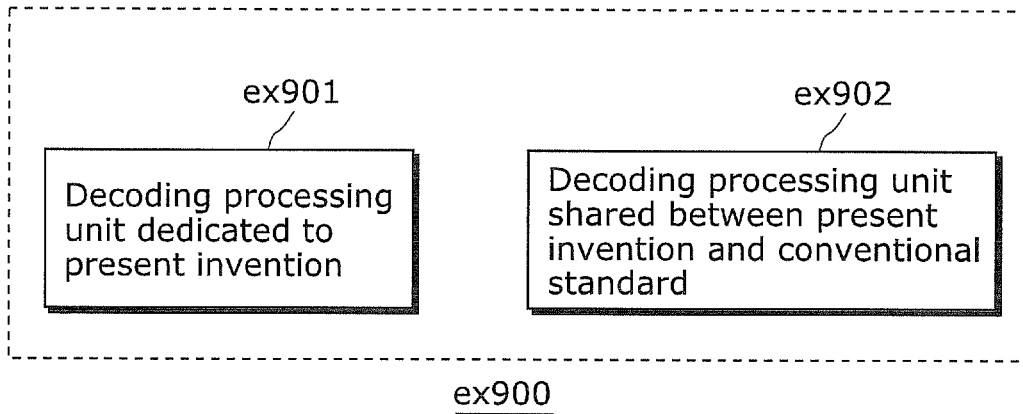 ex901
ex902
Decoding processing
unit dedicated to
present invention
Decoding processing unit
shared between present
invention and conventional
standard
ex900